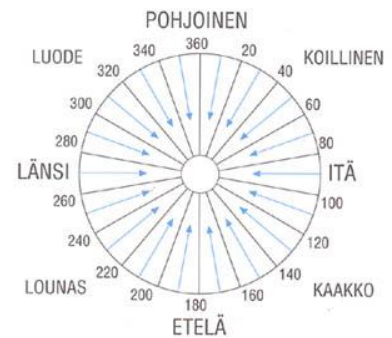 POHJOINEN
LUODE 340 360 20 KOILLINEN
320 40
300 60
280 80
LÄNSI ITÄ
260 100
240 120
220 140
LOUNAS 200 180 160 KAAKKO
ETELÄ